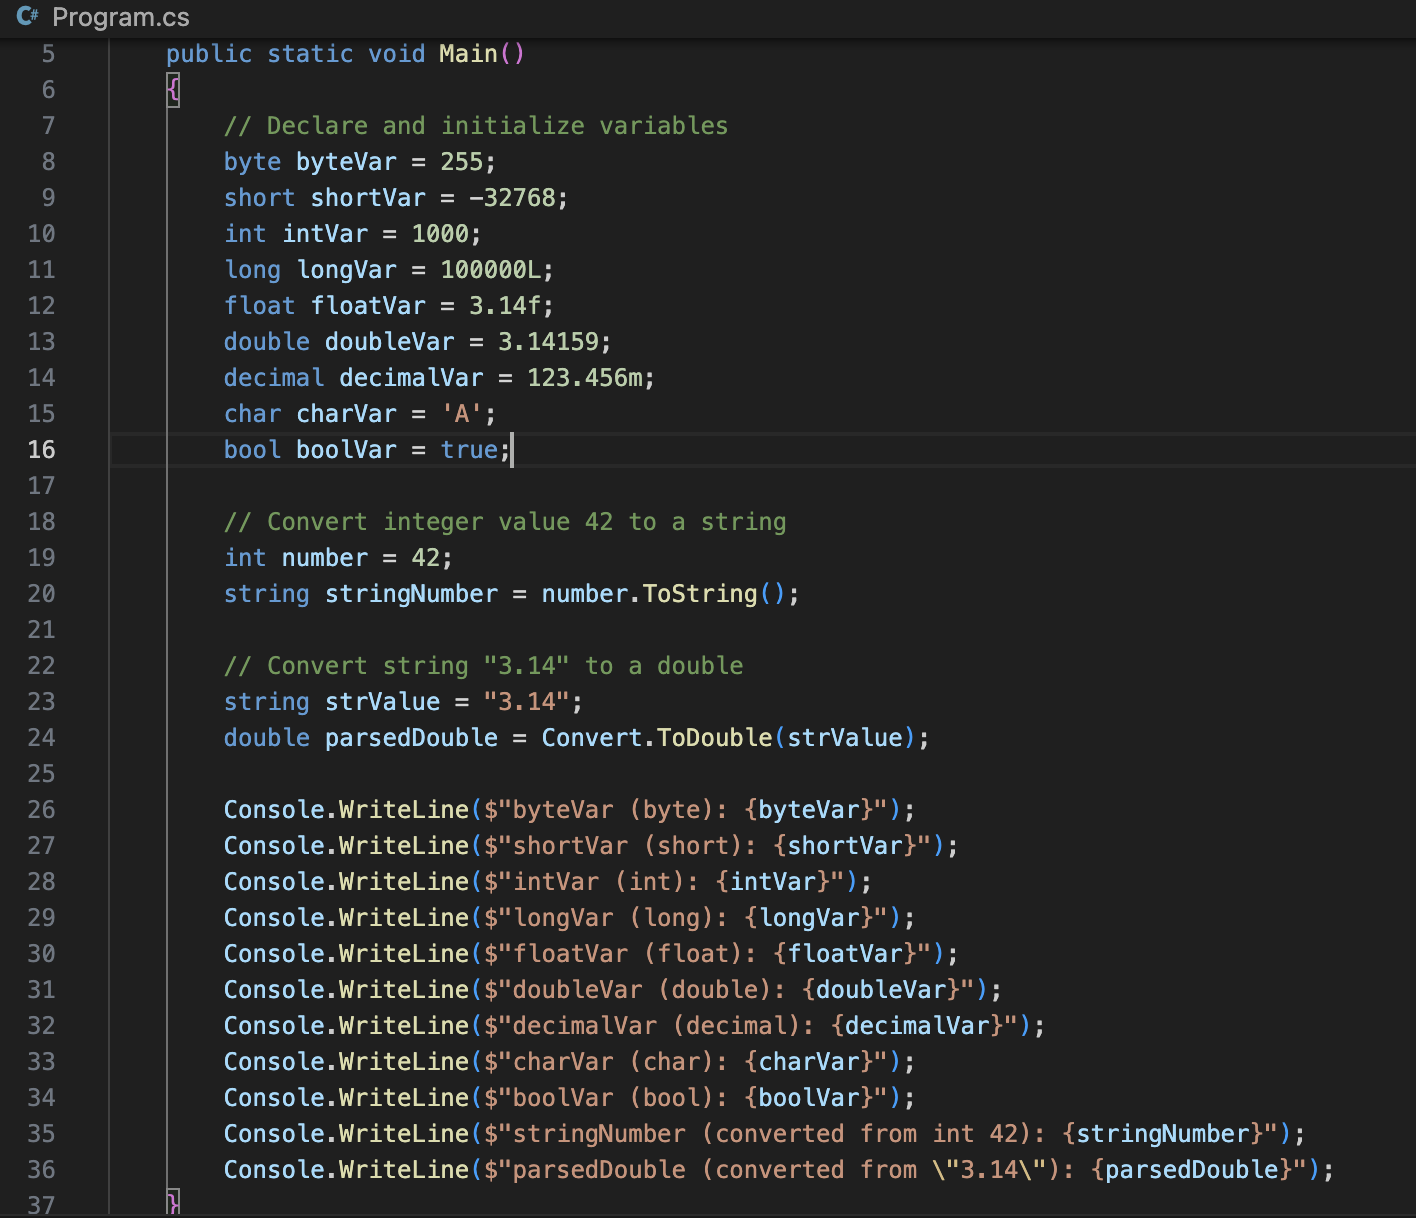 C# Program.cs
5 public static void Main()
6 {
7 // Declare and initialize variables
8 byte byteVar = 255;
9 short shortVar = -32768;
10 int intVar = 1000;
11 long longVar = 100000L;
12 float floatVar = 3.14f;
13 double doubleVar = 3.14159;
14 decimal decimalVar = 123.456m;
15 char charVar = 'A';
16 bool boolVar = true;
17
18 // Convert integer value 42 to a string
19 int number = 42;
20 string stringNumber = number.ToString();
21
22 // Convert string "3.14" to a double
23 string strValue = "3.14";
24 double parsedDouble = Convert.ToDouble(strValue);
25
26 Console.WriteLine($"byteVar (byte): {byteVar}");
27 Console.WriteLine($"shortVar (short): {shortVar}");
28 Console.WriteLine($"intVar (int): {intVar}");
29 Console.WriteLine($"longVar (long): {longVar}");
30 Console.WriteLine($"floatVar (float): {floatVar}");
31 Console.WriteLine($"doubleVar (double): {doubleVar}");
32 Console.WriteLine($"decimalVar (decimal): {decimalVar}");
33 Console.WriteLine($"charVar (char): {charVar}");
34 Console.WriteLine($"boolVar (bool): {boolVar}");
35 Console.WriteLine($"stringNumber (converted from int 42): {stringNumber}");
36 Console.WriteLine($"parsedDouble (converted from \"3.14\"): {parsedDouble}");
37 }